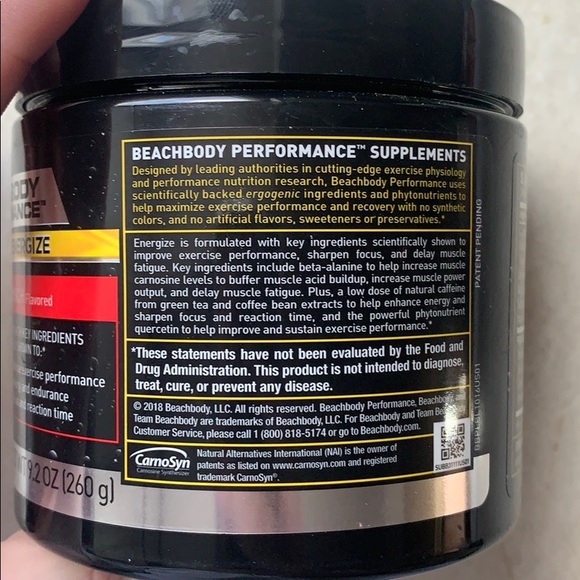 BODY
ANCE™
ERGIZE
Flavored
KEY INGREDIENTS
WN TO:*
exercise performance
and endurance
and reaction time
9.2 OZ (260 g)
BEACHBODY PERFORMANCE™ SUPPLEMENTS
Designed by leading authorities in cutting-edge exercise physiology
and performance nutrition research, Beachbody Performance uses
scientifically backed ergogenic ingredients and phytonutrients to
help maximize exercise performance and recovery with no synthetic
colors, and no artificial flavors, sweeteners or preservatives.*
Energize is formulated with key ingredients scientifically shown to
improve exercise performance, sharpen focus, and delay muscle
fatigue. Key ingredients include beta-alanine to help increase muscle
carnosine levels to buffer muscle acid buildup, increase muscle power
output, and delay muscle fatigue. Plus, a low dose of natural caffeine
from green tea and coffee bean extracts to help enhance energy and
sharpen focus and reaction time, and the powerful phytonutrient
quercetin to help improve and sustain exercise performance.*
*These statements have not been evaluated by the Food and
Drug Administration. This product is not intended to diagnose,
treat, cure, or prevent any disease.
© 2018 Beachbody, LLC. All rights reserved. Beachbody Performance, Beachbody, and
Team Beachbody are trademarks of Beachbody, LLC. For Beachbody and Team
Customer Service, please call 1 (800) 818-5174 or go to Beachbody.com.
CarnoSyn
Carnosine Synthesizer
Natural Alternatives International (NAI) is the owner of
patents as listed on www.carnosyn.com and registered
trademark CarnoSyn®.
PATENT PENDING